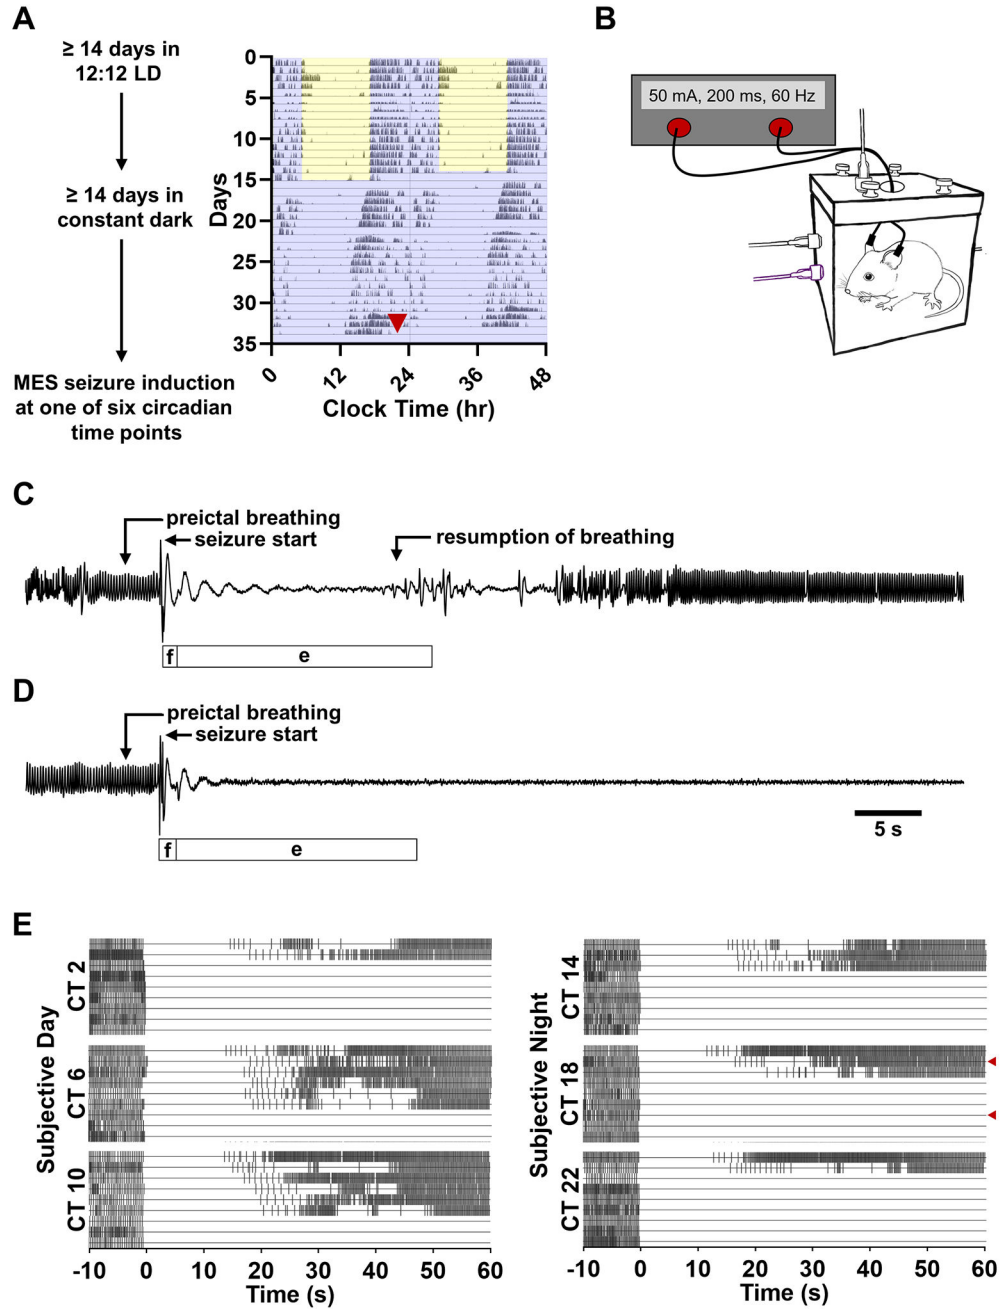 A
≥ 14 days in
12:12 LD
≥ 14 days in
constant dark
MES seizure induction
at one of six circadian
time points
Days
0
5
10
15
20
25
30
35
0
12
24
36
48
Clock Time (hr)
B
50 mA, 200 ms, 60 Hz
C
preictal breathing
seizure start
resumption of breathing
f
e
D
preictal breathing
seizure start
f
e
5 s
E
Subjective Day
CT 2
CT 6
CT 10
-10
0
10
20
30
40
50
60
Time (s)
Subjective Night
CT 14
CT 18
CT 22
-10
0
10
20
30
40
50
60
Time (s)